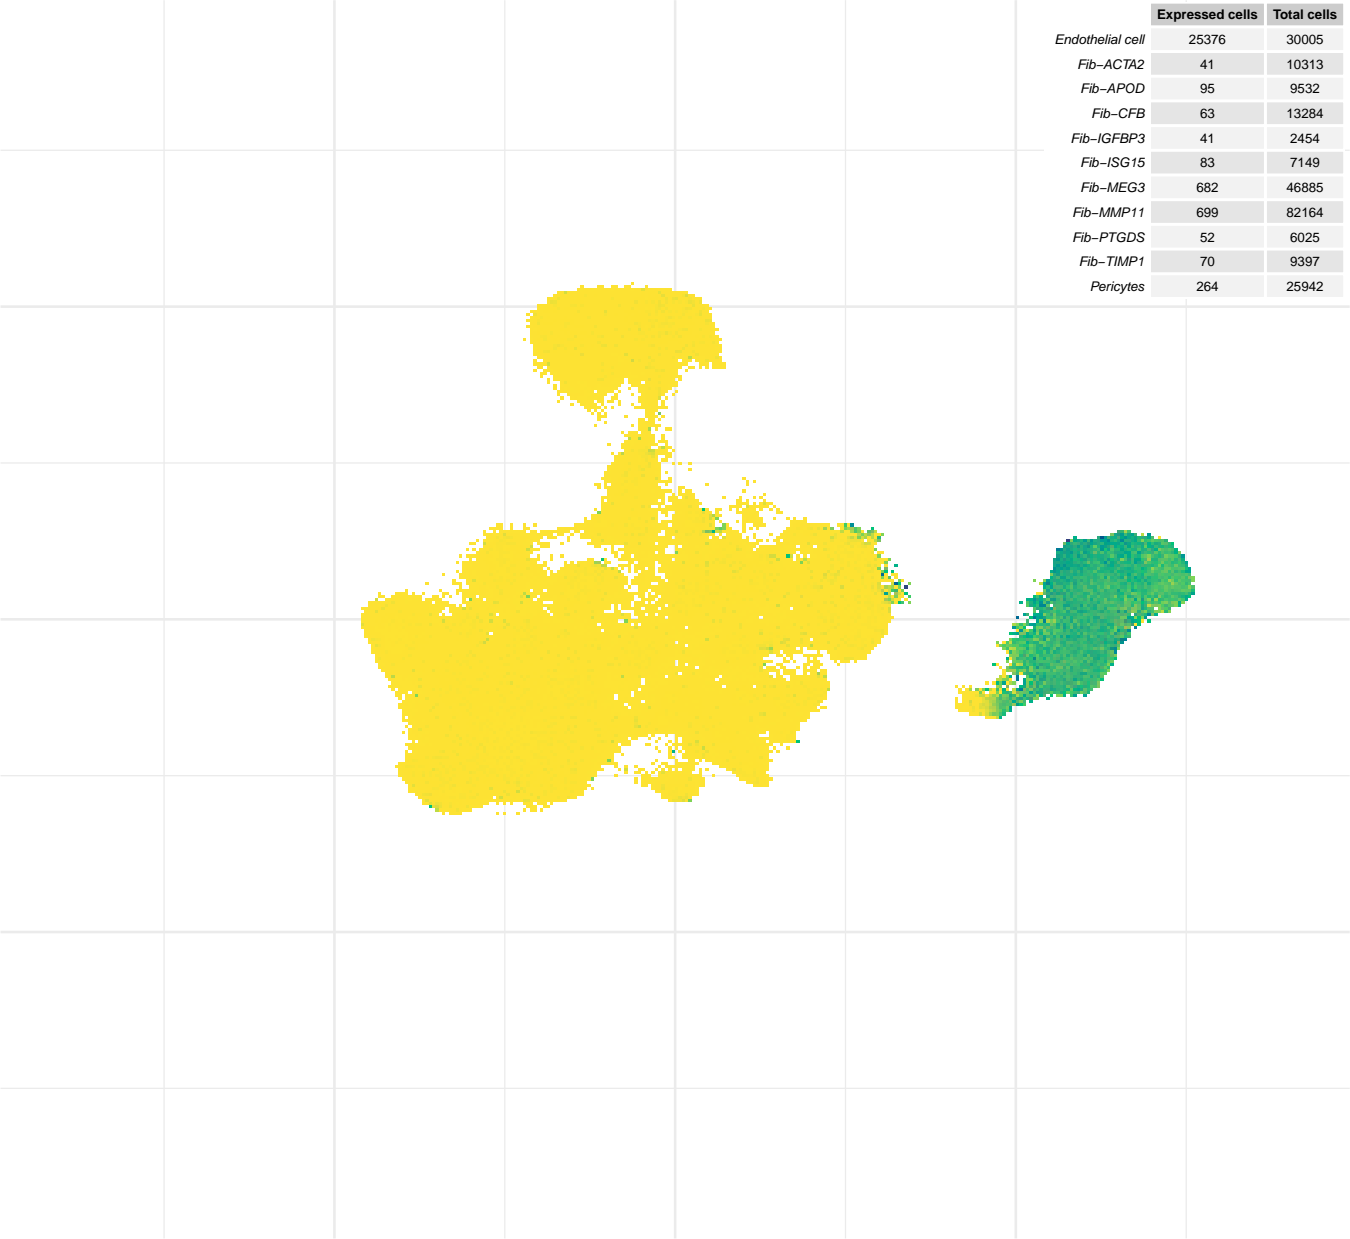 Expressed cells Total cells
Endothelial cell 25376 30005
Fib−ACTA2 41 10313
Fib−APOD 95 9532
Fib−CFB 63 13284
Fib−IGFBP3 41 2454
Fib−ISG15 83 7149
Fib−MEG3 682 46885
Fib−MMP11 699 82164
Fib−PTGDS 52 6025
Fib−TIMP1 70 9397
Pericytes 264 25942